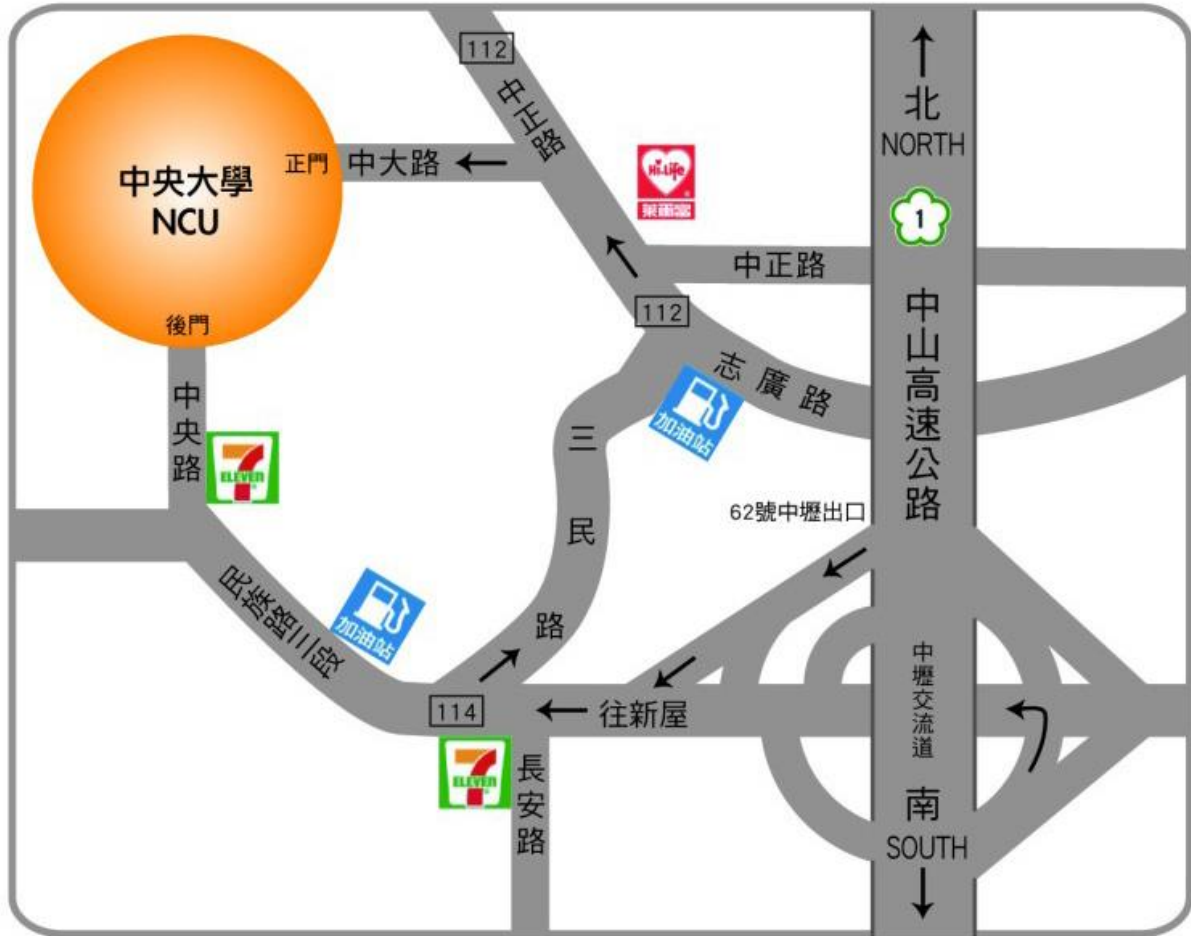 112
中正路
北
NORTH
正門
中大路
中央大學
NCU
Hi-Life
萊爾富
1
中正路
中山高速公路
112
後門
志廣路
加油站
中央路
7
ELEVEN
三民路
62號中壢出口
民族路三段
加油站
中壢交流道
114
往新屋
7
ELEVEN
長安路
南
SOUTH